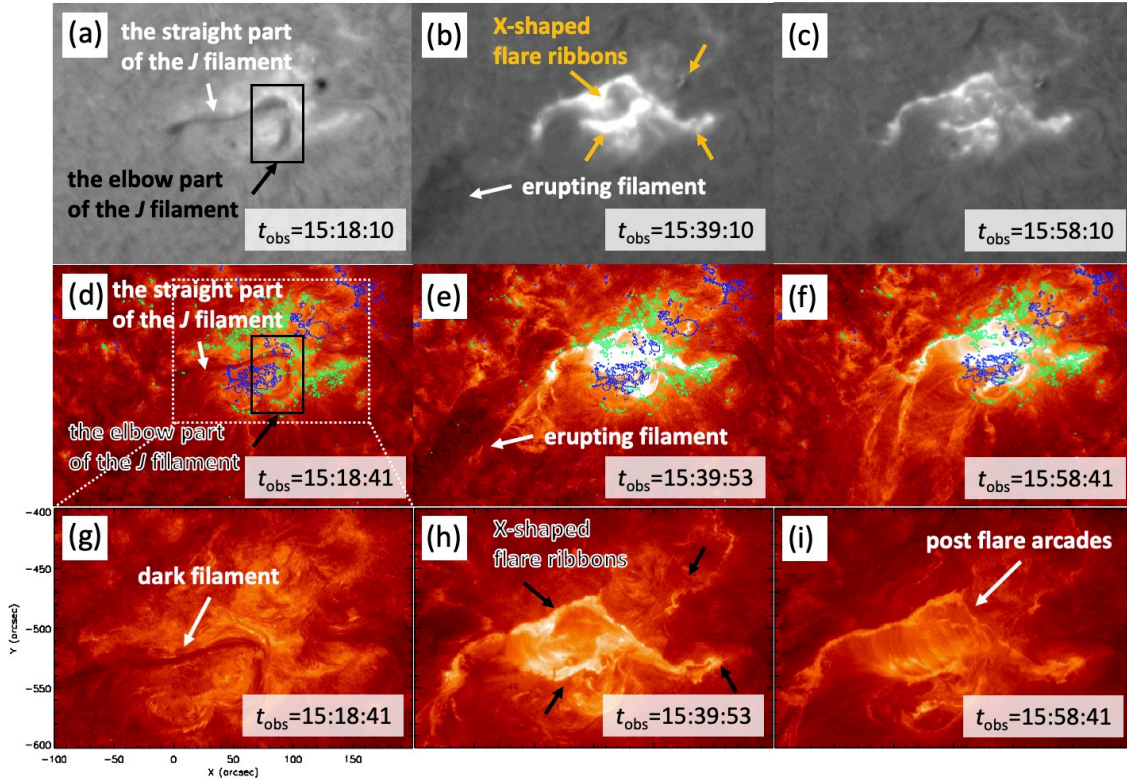 (a)
the straight part
of the J filament
the elbow part
of the J filament
tobs=15:18:10
(b)
X-shaped
flare ribbons
erupting filament
tobs=15:39:10
(c)
tobs=15:58:10
(d)
the straight part
of the J filament
the elbow part
of the J filament
tobs=15:18:41
(e)
erupting filament
tobs=15:39:53
(f)
tobs=15:58:41
(g)
dark filament
tobs=15:18:41
(h)
X-shaped
flare ribbons
tobs=15:39:53
(i)
post flare arcades
tobs=15:58:41
-400
-450
-500
-550
-600
Y (arcsec)
-100 -50 0 50 100 150
X (arcsec)